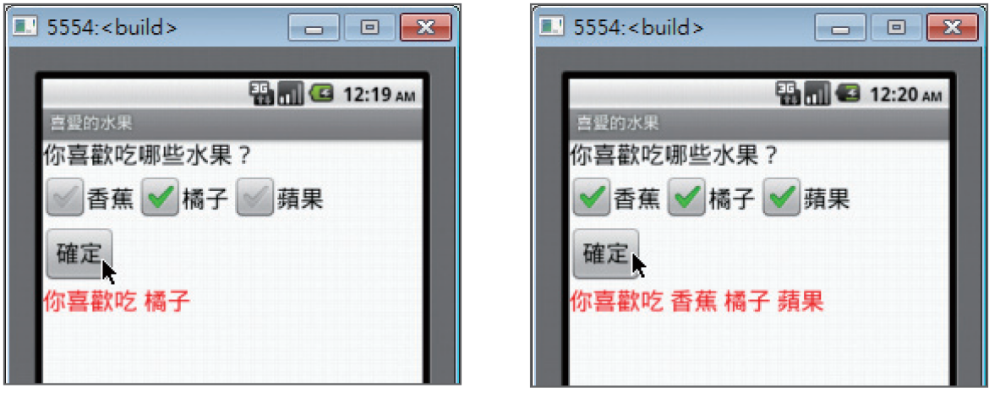 5554:<build>
3G 12:19 AM
喜愛的水果
你喜歡吃哪些水果？
香蕉 橘子 蘋果
確定
你喜歡吃 橘子
5554:<build>
3G 12:20 AM
喜愛的水果
你喜歡吃哪些水果？
香蕉 橘子 蘋果
確定
你喜歡吃 香蕉 橘子 蘋果